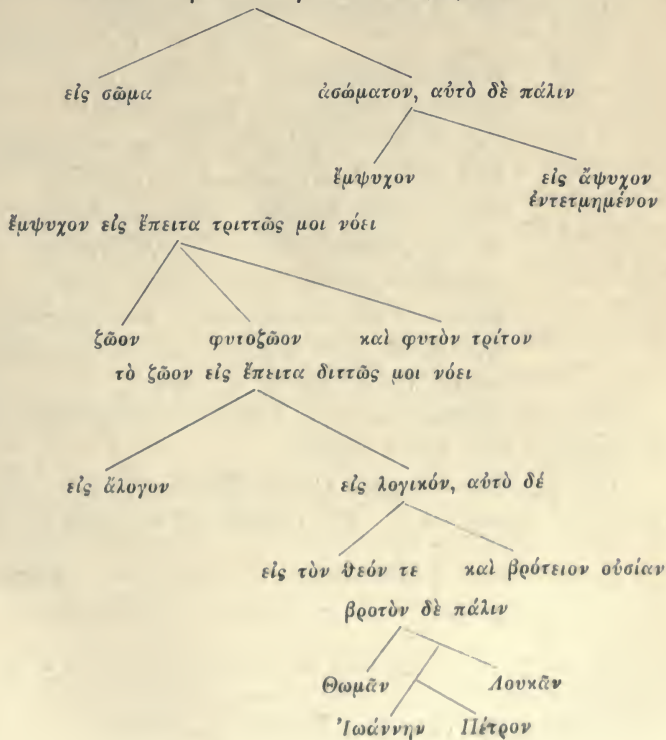 εἰς σῶμα ἀσώματον, αὐτὸ δὲ πάλιν
ἔμψυχον εἰς ἄψυχον
ἐντετμημένον
ἔμψυχον εἰς ἔπειτα τριττῶς μοι νόει
ζῶον φυτοζῶον καὶ φυτὸν τρίτον
τὸ ζῶον εἰς ἔπειτα διττῶς μοι νόει
εἰς ἄλογον εἰς λογικόν, αὐτὸ δέ
εἰς τὸν θεόν τε καὶ βρότειον οὐσίαν
βροτὸν δὲ πάλιν
Θωμᾶν Λουκᾶν
Ἰωάννην Πέτρον